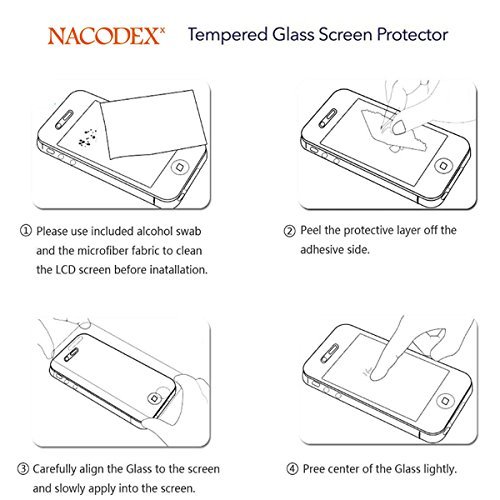 NACODEX x Tempered Glass Screen Protector
① Please use included alcohol swab
and the microfiber fabric to clean
the LCD screen before inatallation.
② Peel the protective layer off the
adhesive side.
③ Carefully align the Glass to the screen
and slowly apply into the screen.
④ Pree center of the Glass lightly.